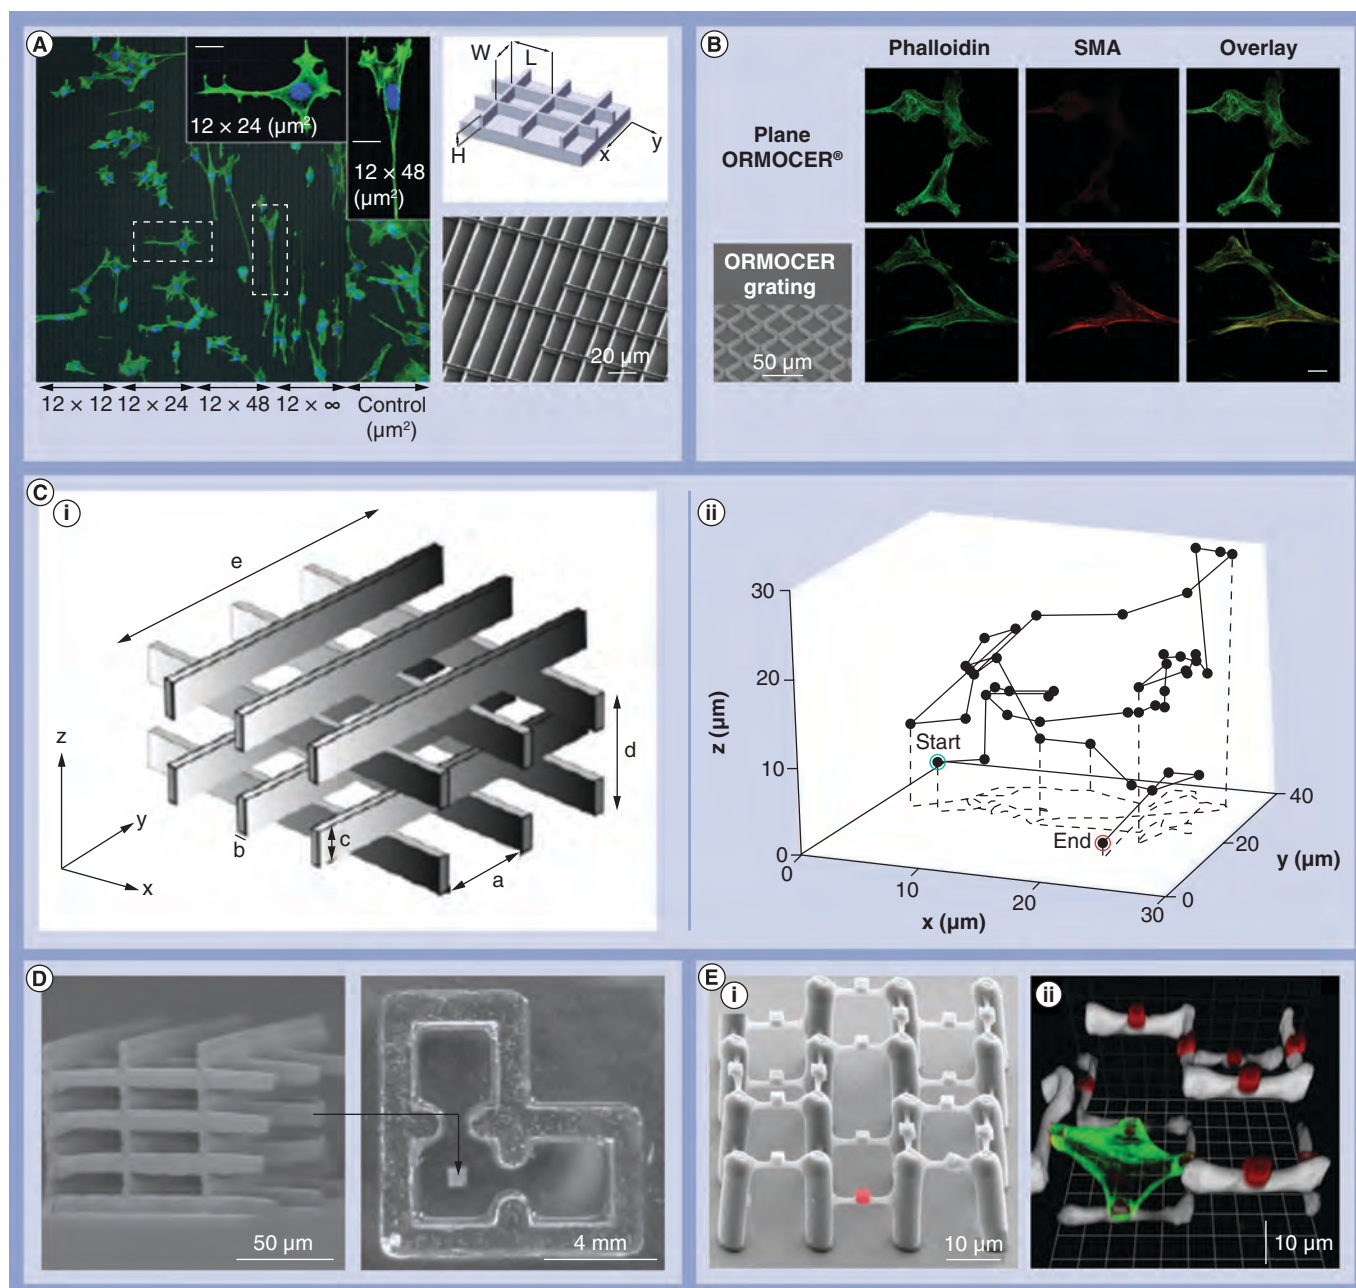 A
12 × 24 (µm²)
12 × 48
(µm²)
12 × 12
12 × 24
12 × 48
12 × ∞
Control
(µm²)
W
L
H
x
y
20 µm
B
Phalloidin
SMA
Overlay
Plane
ORMOCER®
ORMOCER
grating
50 µm
C
i
e
d
z
y
x
b
c
a
ii
30
20
10
0
z (µm)
Start
End
0
10
20
30
x (µm)
40
20
0
y (µm)
D
50 µm
4 mm
E
i
10 µm
ii
10 µm